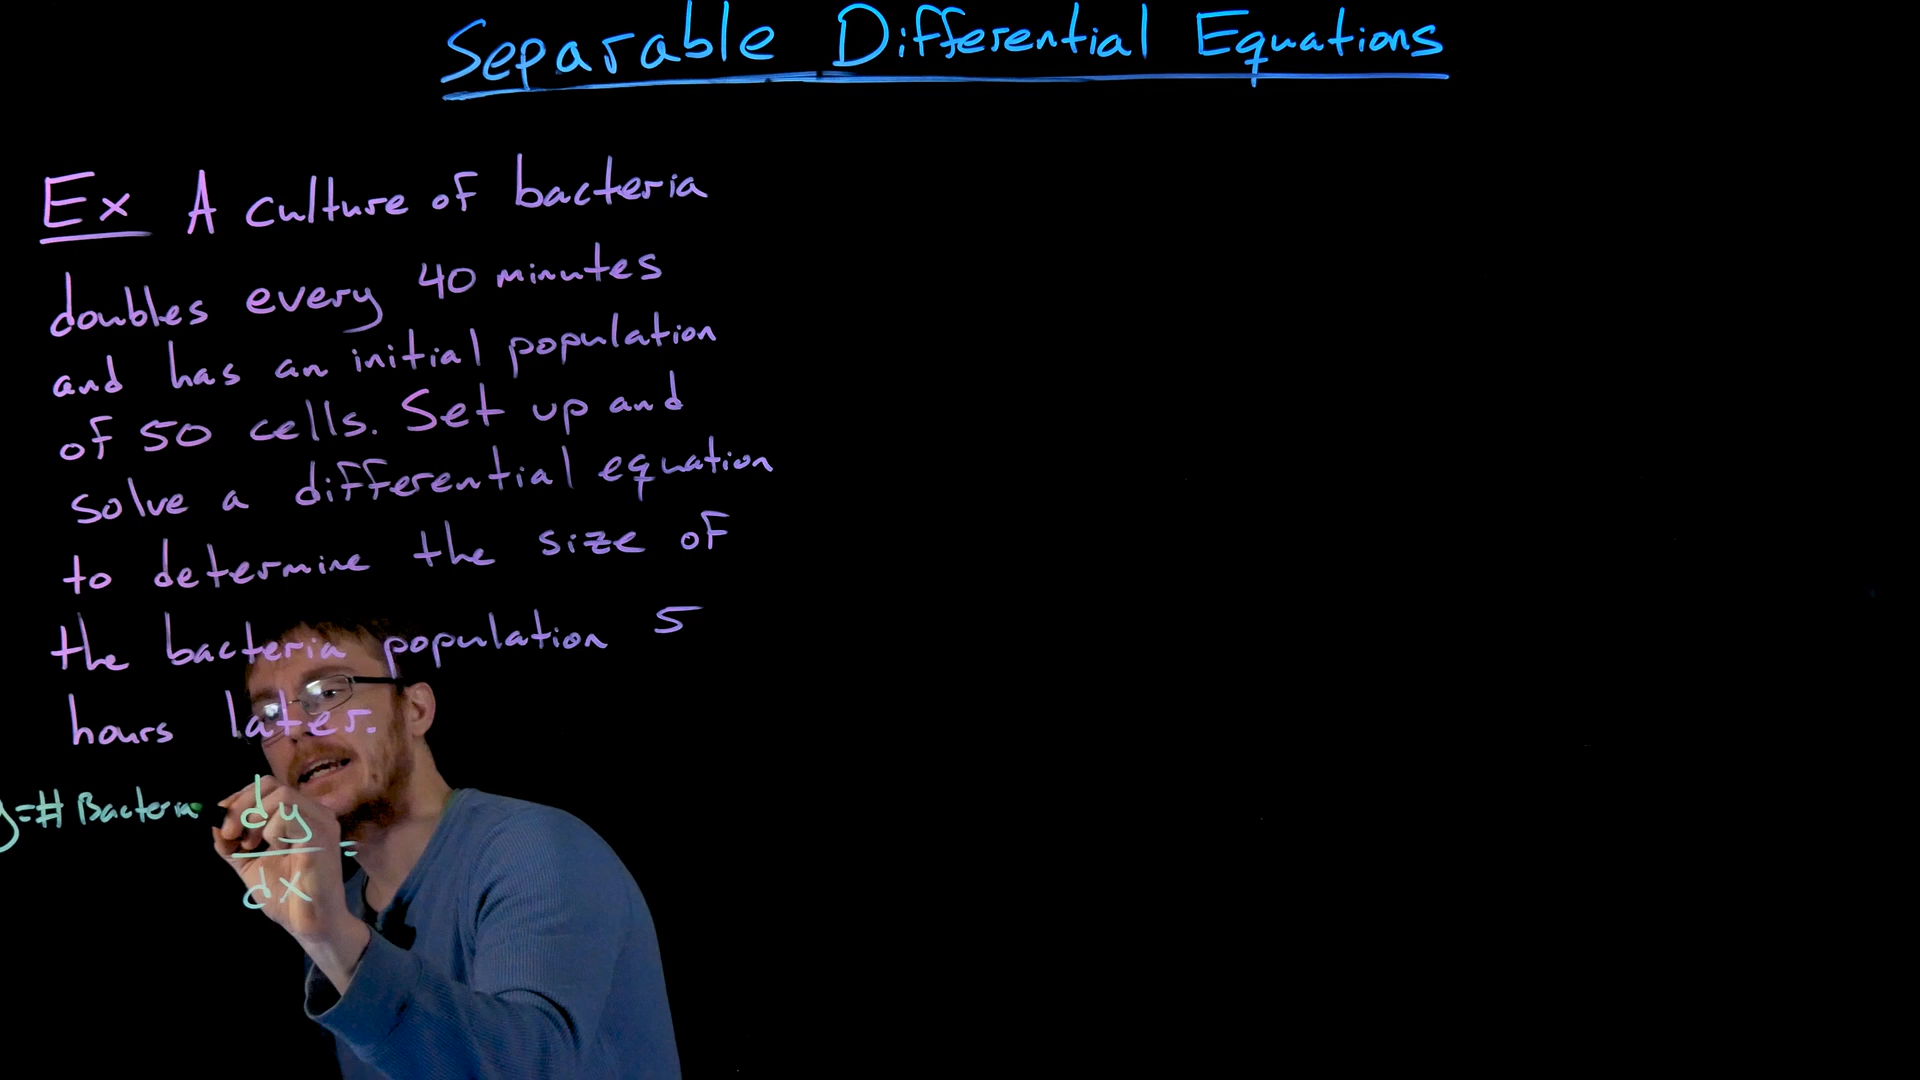 Separable Differential Equations
Ex A culture of bacteria
doubles every 40 minutes
and has an initial population
of 50 cells. Set up and
solve a differential equation
to determine the size of
the bacteria population 5
hours later.
y=# Bacteria dy/dx =